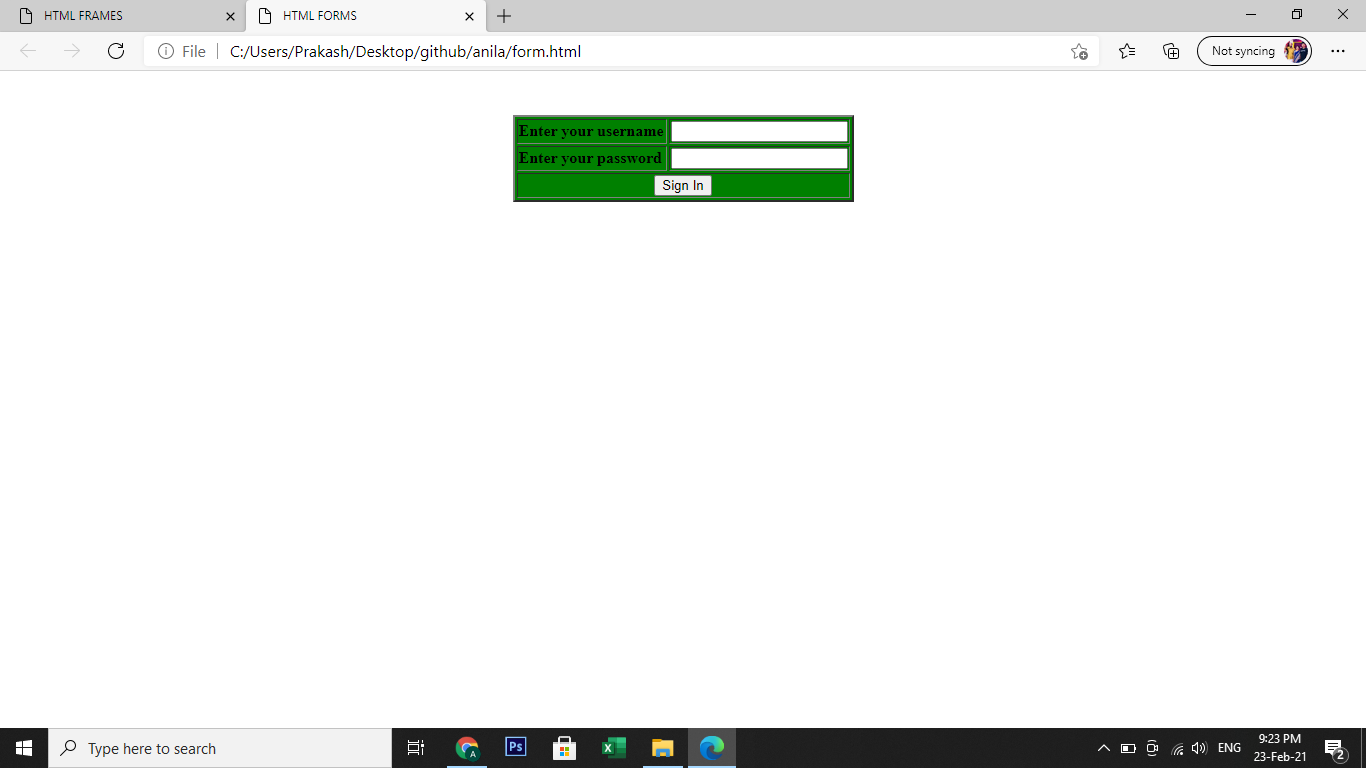 HTML FRAMES
HTML FORMS
File
C:/Users/Prakash/Desktop/github/anila/form.html
Not syncing
Enter your username
Enter your password
Sign In
Type here to search
A
Ps
X
ENG
9:23 PM
23-Feb-21
2